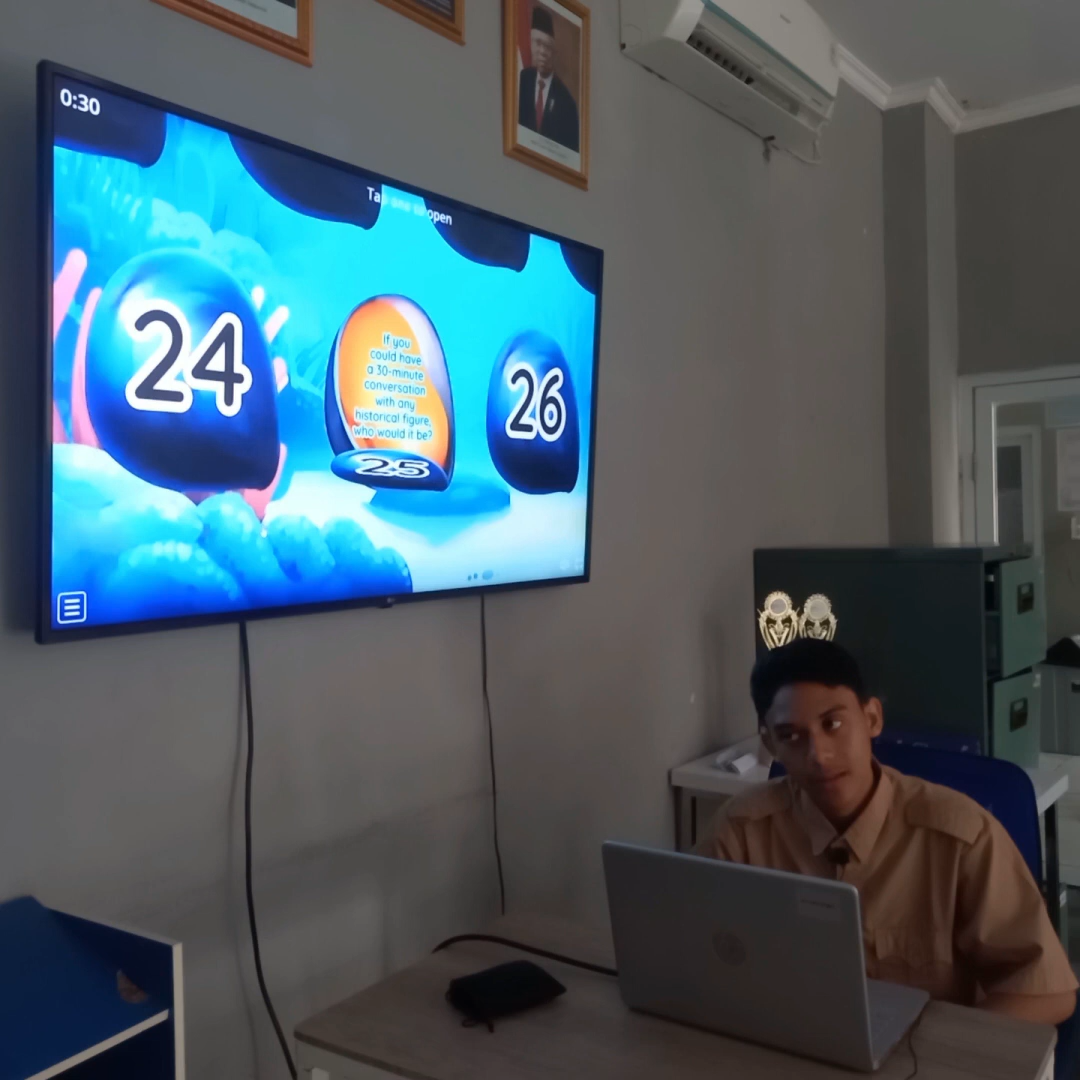 0:30
Tap one to open
24
If you
could have
a 30-minute
conversation
with any
historical figure,
who would it be?
25
26